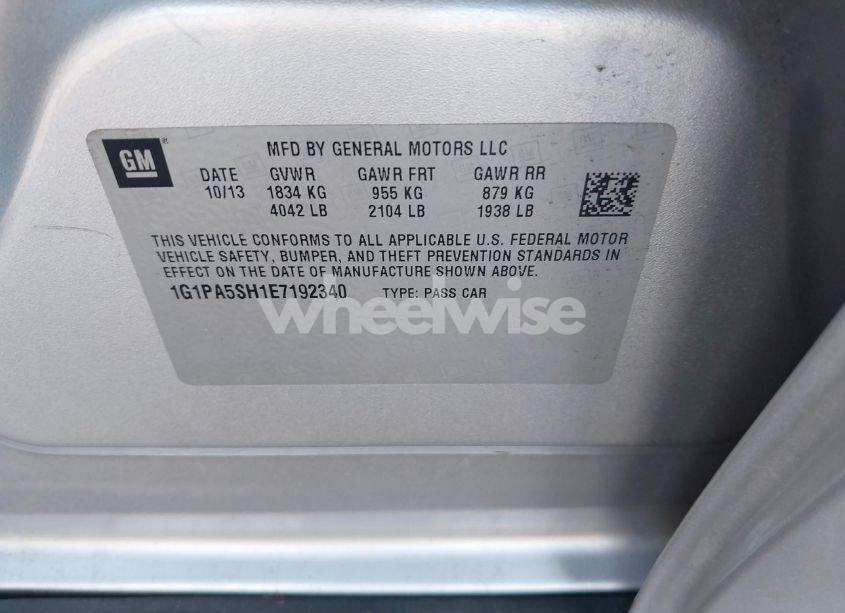 GM
MFD BY GENERAL MOTORS LLC
DATE GVWR GAWR FRT GAWR RR
10/13 1834 KG 955 KG 879 KG
4042 LB 2104 LB 1938 LB
THIS VEHICLE CONFORMS TO ALL APPLICABLE U.S. FEDERAL MOTOR
VEHICLE SAFETY, BUMPER, AND THEFT PREVENTION STANDARDS IN
EFFECT ON THE DATE OF MANUFACTURE SHOWN ABOVE.
1G1PA5SH1E7192340 TYPE: PASS CAR
wheelwise